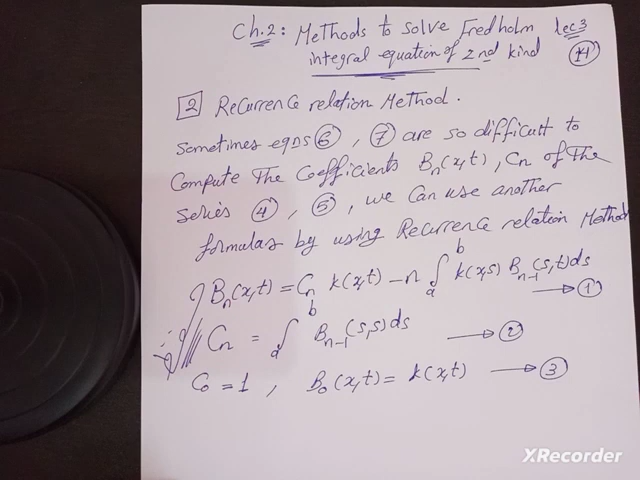 Ch.2: Methods to solve Fredholm lec 3
integral equation of 2nd kind 14
2 Recurrence relation Method.
Sometimes eqns 6 , 7 are so difficult to
Compute The Coefficients Bₙ(x,t) , Cₙ of The
series 4 , 5 , we can use another
formulas by using Recurrence relation Method
Bₙ(x,t) = Cₙ k(x,t) - n ∫ₐᵇ k(x,s) Bₙ₋₁(s,t)ds → 1
Cₙ = ∫ₐᵇ Bₙ₋₁(s,s)ds → 2
C₀ = 1 , B₀(x,t) = k(x,t) → 3
XRecorder